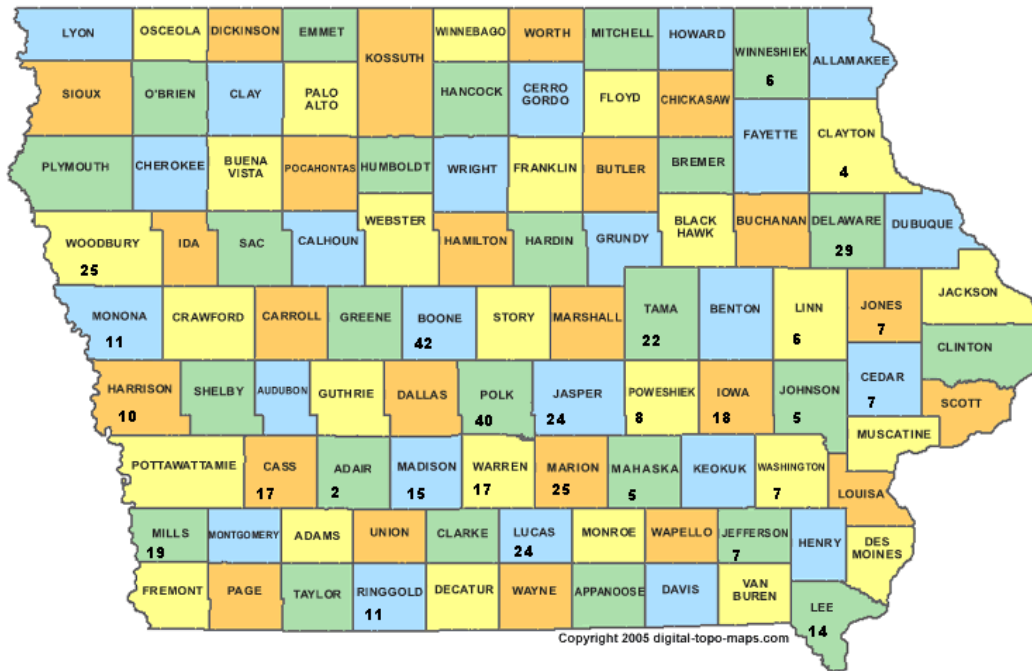 LYON
OSCEOLA
DICKINSON
EMMET
KOSSUTH
WINNEBAGO
WORTH
MITCHELL
HOWARD
WINNESHIEK
6
ALLAMAKEE
SIOUX
O'BRIEN
CLAY
PALO
ALTO
HANCOCK
CERRO
GORDO
FLOYD
CHICKASAW
FAYETTE
CLAYTON
4
PLYMOUTH
CHEROKEE
BUENA
VISTA
POCAHONTAS
HUMBOLDT
WRIGHT
FRANKLIN
BUTLER
BREMER
WOODBURY
25
IDA
SAC
CALHOUN
WEBSTER
HAMILTON
HARDIN
GRUNDY
BLACK
HAWK
BUCHANAN
DELAWARE
29
DUBUQUE
MONONA
11
CRAWFORD
CARROLL
GREENE
BOONE
42
STORY
MARSHALL
TAMA
22
BENTON
LINN
6
JONES
7
JACKSON
CLINTON
HARRISON
10
SHELBY
AUDUBON
GUTHRIE
DALLAS
POLK
40
JASPER
24
POWESHIEK
8
IOWA
18
JOHNSON
5
CEDAR
7
SCOTT
MUSCATINE
POTTAWATTAMIE
CASS
17
ADAIR
2
MADISON
15
WARREN
17
MARION
25
MAHASKA
5
KEOKUK
WASHINGTON
7
LOUISA
MILLS
19
MONTGOMERY
ADAMS
UNION
CLARKE
LUCAS
24
MONROE
WAPELLO
JEFFERSON
7
HENRY
DES
MOINES
FREMONT
PAGE
TAYLOR
RINGGOLD
11
DECATUR
WAYNE
APPANOOSE
DAVIS
VAN
BUREN
LEE
14
Copyright 2005 digital-topo-maps.com